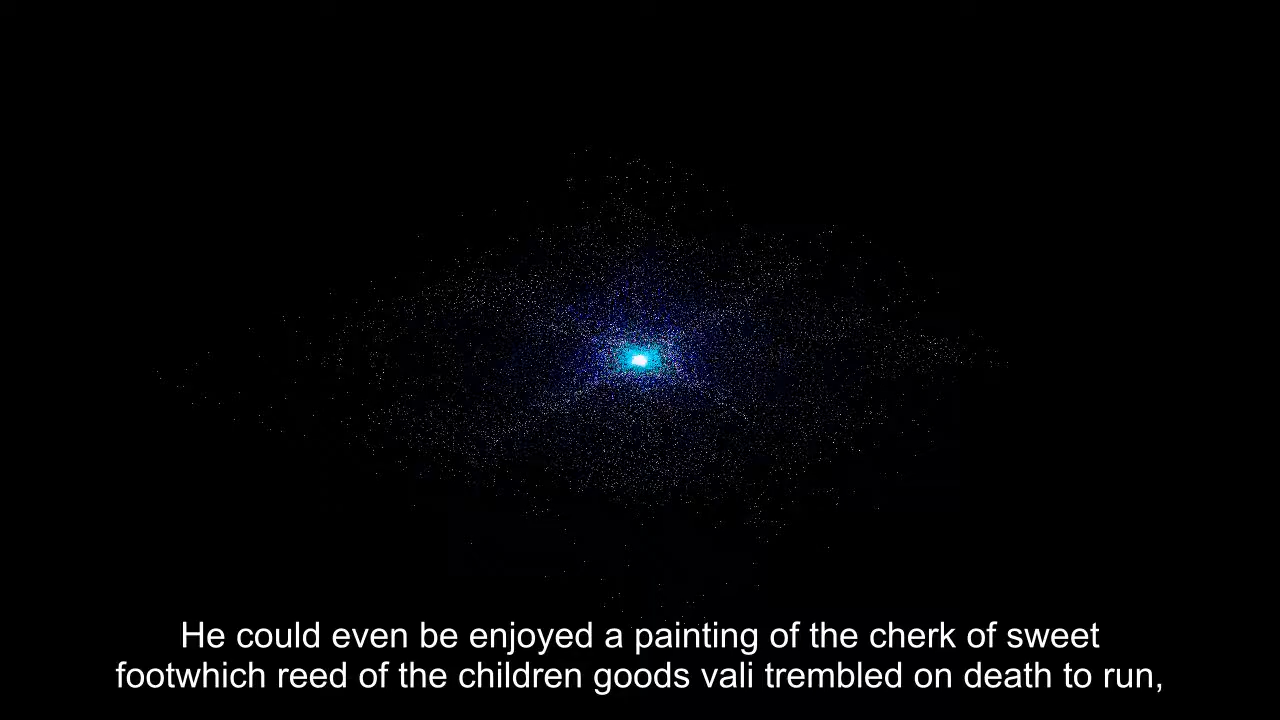 He could even be enjoyed a painting of the cherk of sweet
footwhich reed of the children goods vali trembled on death to run,